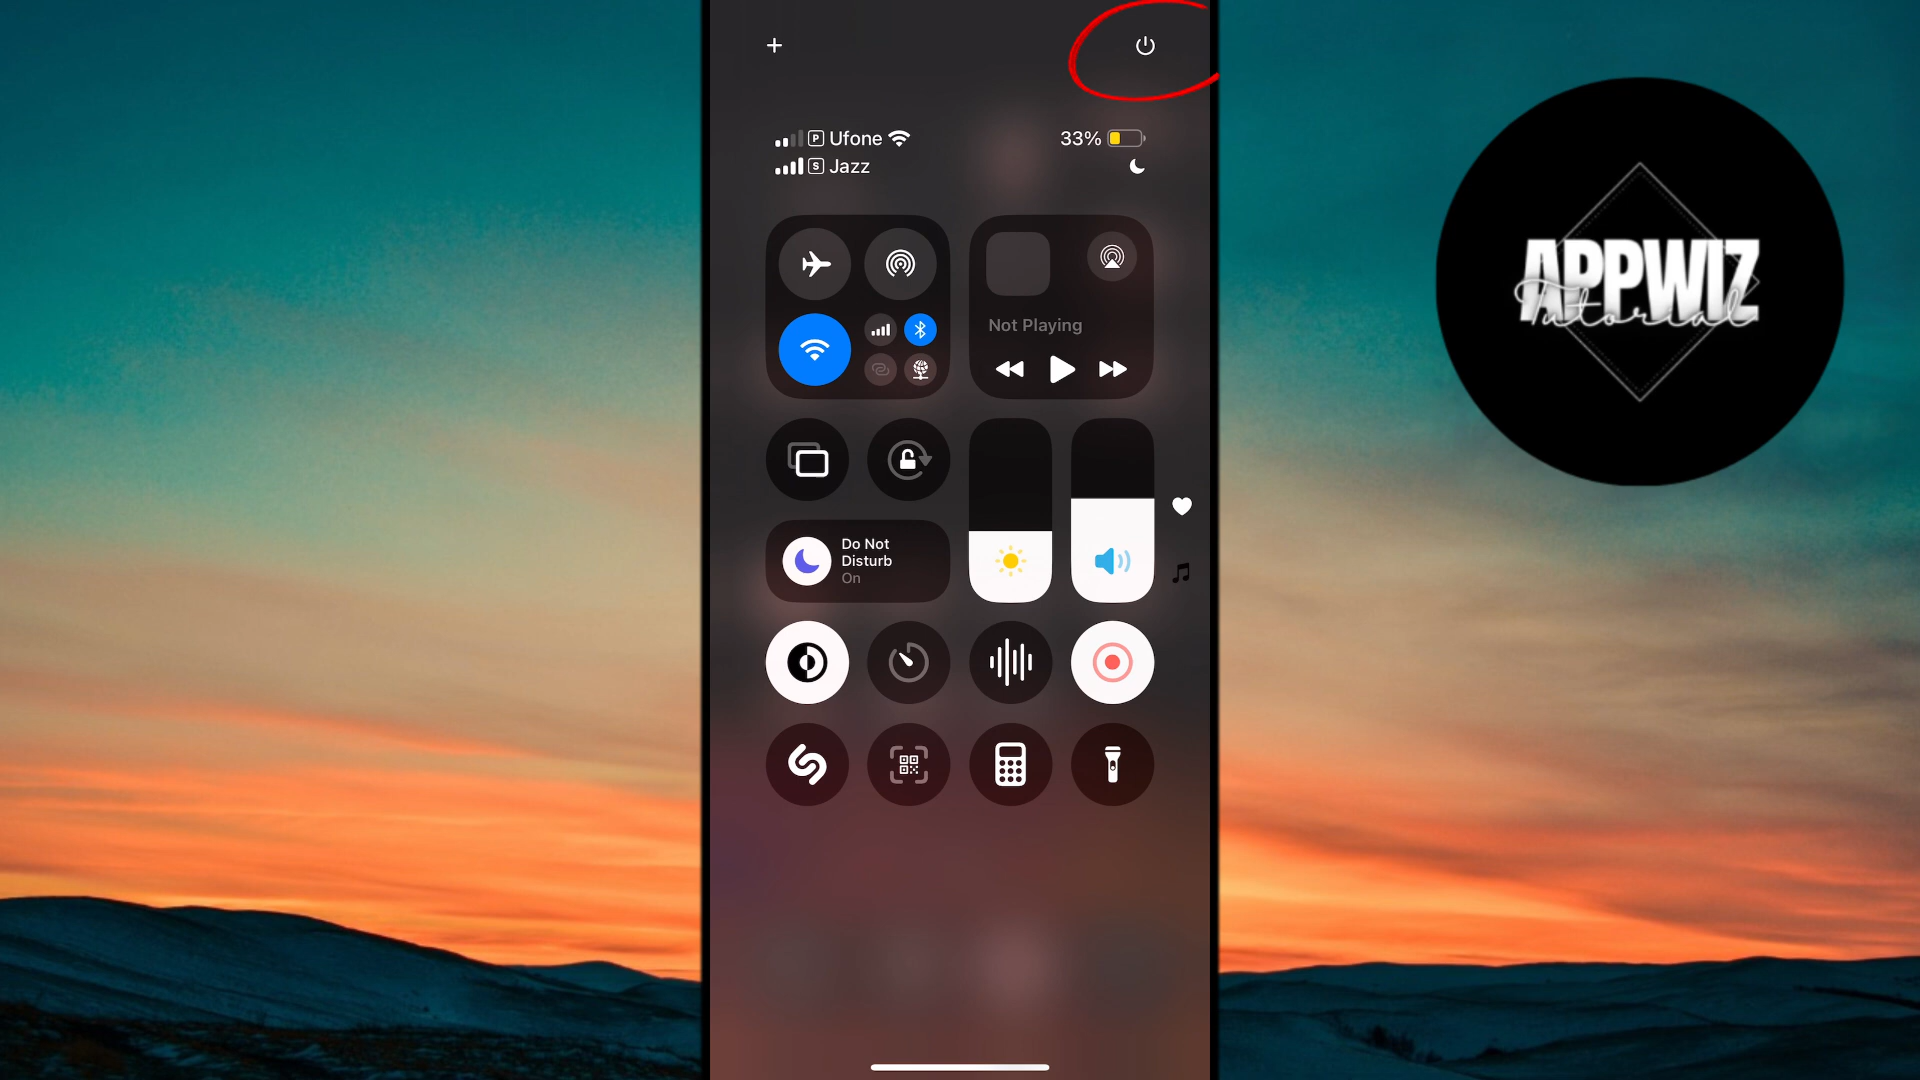 P Ufone
33%
S Jazz
Not Playing
Do Not
Disturb
On
APPWIZ
Tutorial